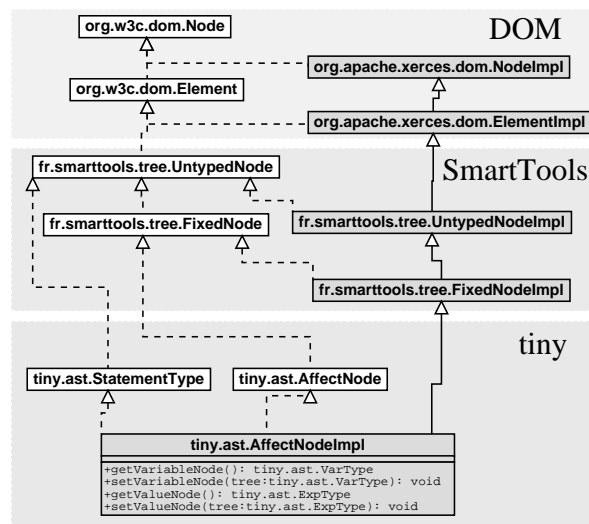 DOM
org.w3c.dom.Node
org.apache.xerces.dom.NodeImpl
org.w3c.dom.Element
org.apache.xerces.dom.ElementImpl
SmartTools
fr.smarttools.tree.UntypedNode
fr.smarttools.tree.FixedNode
fr.smarttools.tree.UntypedNodeImpl
fr.smarttools.tree.FixedNodeImpl
tiny
tiny.ast.StatementType
tiny.ast.AffectNode
tiny.ast.AffectNodeImpl
+getVariableNode(): tiny.ast.VarType
+setVariableNode(tree:tiny.ast.VarType): void
+getValueNode(): tiny.ast.ExpType
+setValueNode(tree:tiny.ast.ExpType): void